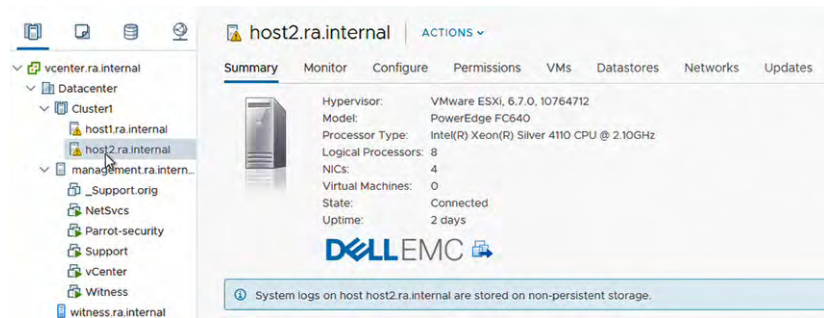 vcenter.ra.internal
Datacenter
Cluster1
host1.ra.internal
host2.ra.internal
management.ra.intern...
_Support.orig
NetSvcs
Parrot-security
Support
vCenter
Witness
witness.ra.internal
host2.ra.internal ACTIONS
Summary Monitor Configure Permissions VMs Datastores Networks Updates
Hypervisor: VMware ESXi, 6.7.0, 10764712
Model: PowerEdge FC640
Processor Type: Intel(R) Xeon(R) Silver 4110 CPU @ 2.10GHz
Logical Processors: 8
NICs: 4
Virtual Machines: 0
State: Connected
Uptime: 2 days
DELLEMC
System logs on host host2.ra.internal are stored on non-persistent storage.